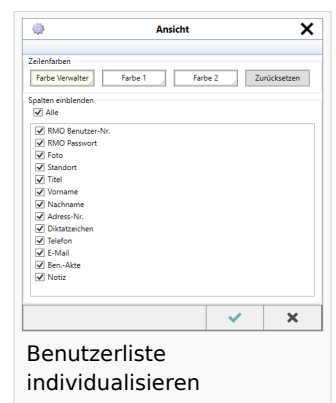 Ansicht
Zeilenfarben
Farbe Verwalter Farbe 1 Farbe 2 Zurücksetzen
Spalten einblenden
Alle
RMO Benutzer-Nr.
RMO Passwort
Foto
Standort
Titel
Vorname
Nachname
Adress-Nr.
Diktatzeichen
Telefon
E-Mail
Ben.-Akte
Notiz
Benutzerliste
individualisieren